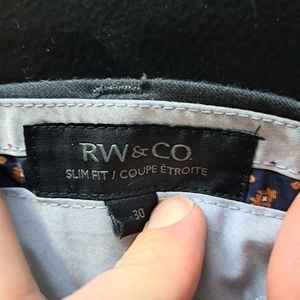 RW & CO.
SLIM FIT / COUPE ÉTROITE
30